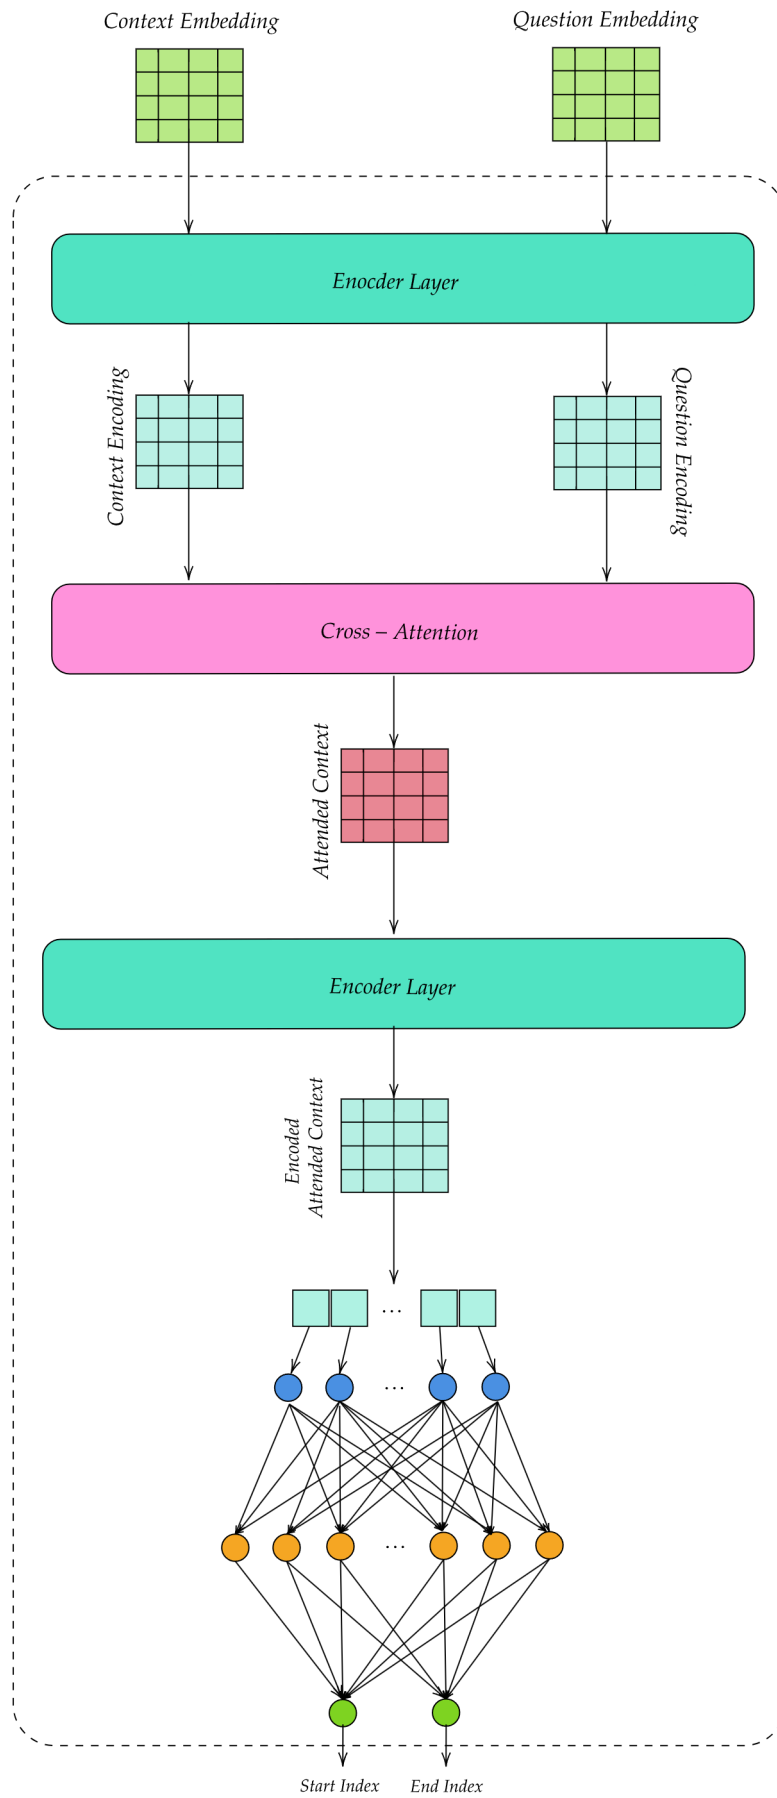 Context Embedding
Question Embedding
Enocder Layer
Context Encoding
Question Encoding
Cross – Attention
Attended Context
Encoder Layer
Encoded
Attended Context
...
...
...
Start Index
End Index